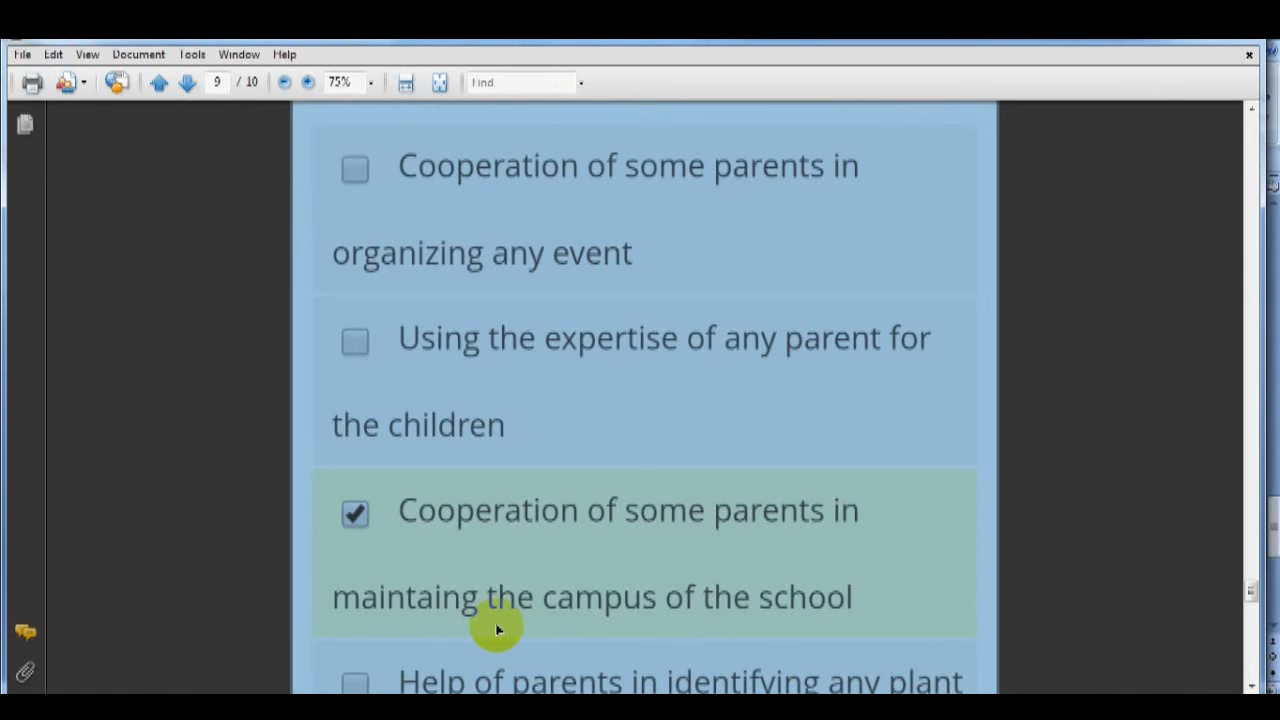 File Edit View Document Tools Window Help
9 / 10 75% Find
Cooperation of some parents in
organizing any event
Using the expertise of any parent for
the children
Cooperation of some parents in
maintaing the campus of the school
Help of parents in identifying any plant